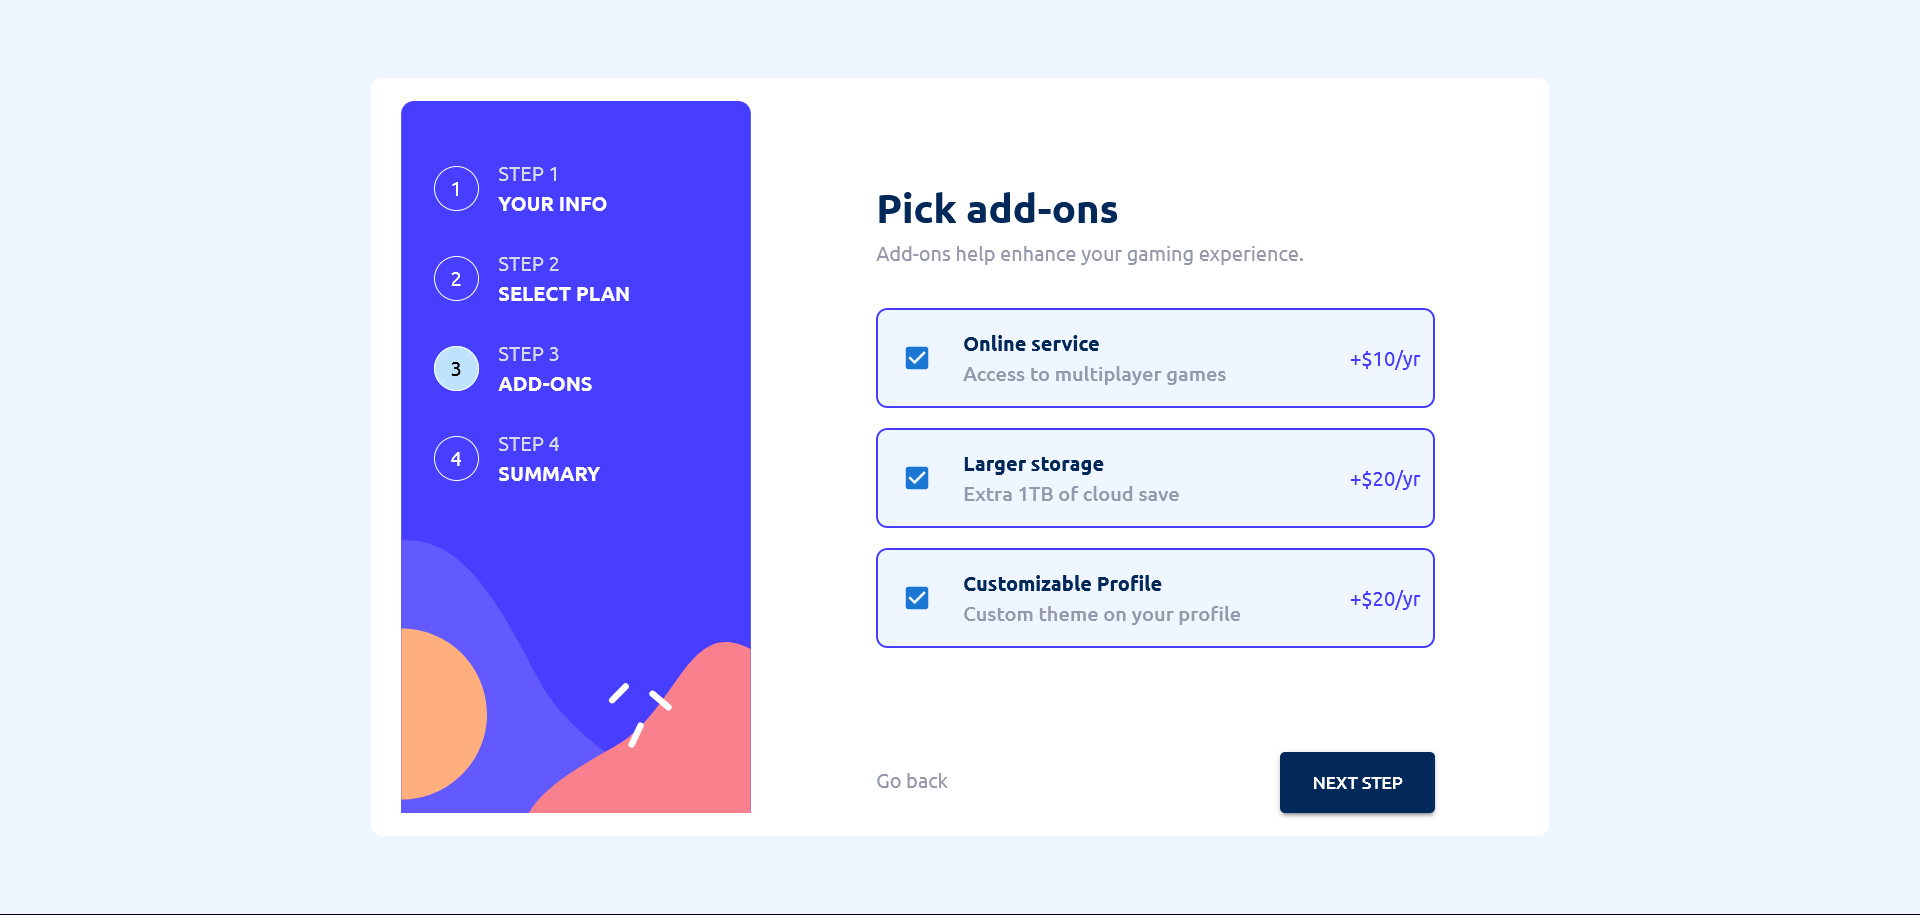 1
STEP 1
YOUR INFO
2
STEP 2
SELECT PLAN
3
STEP 3
ADD-ONS
4
STEP 4
SUMMARY
Pick add-ons
Add-ons help enhance your gaming experience.
Online service
Access to multiplayer games
+$10/yr
Larger storage
Extra 1TB of cloud save
+$20/yr
Customizable Profile
Custom theme on your profile
+$20/yr
Go back
NEXT STEP